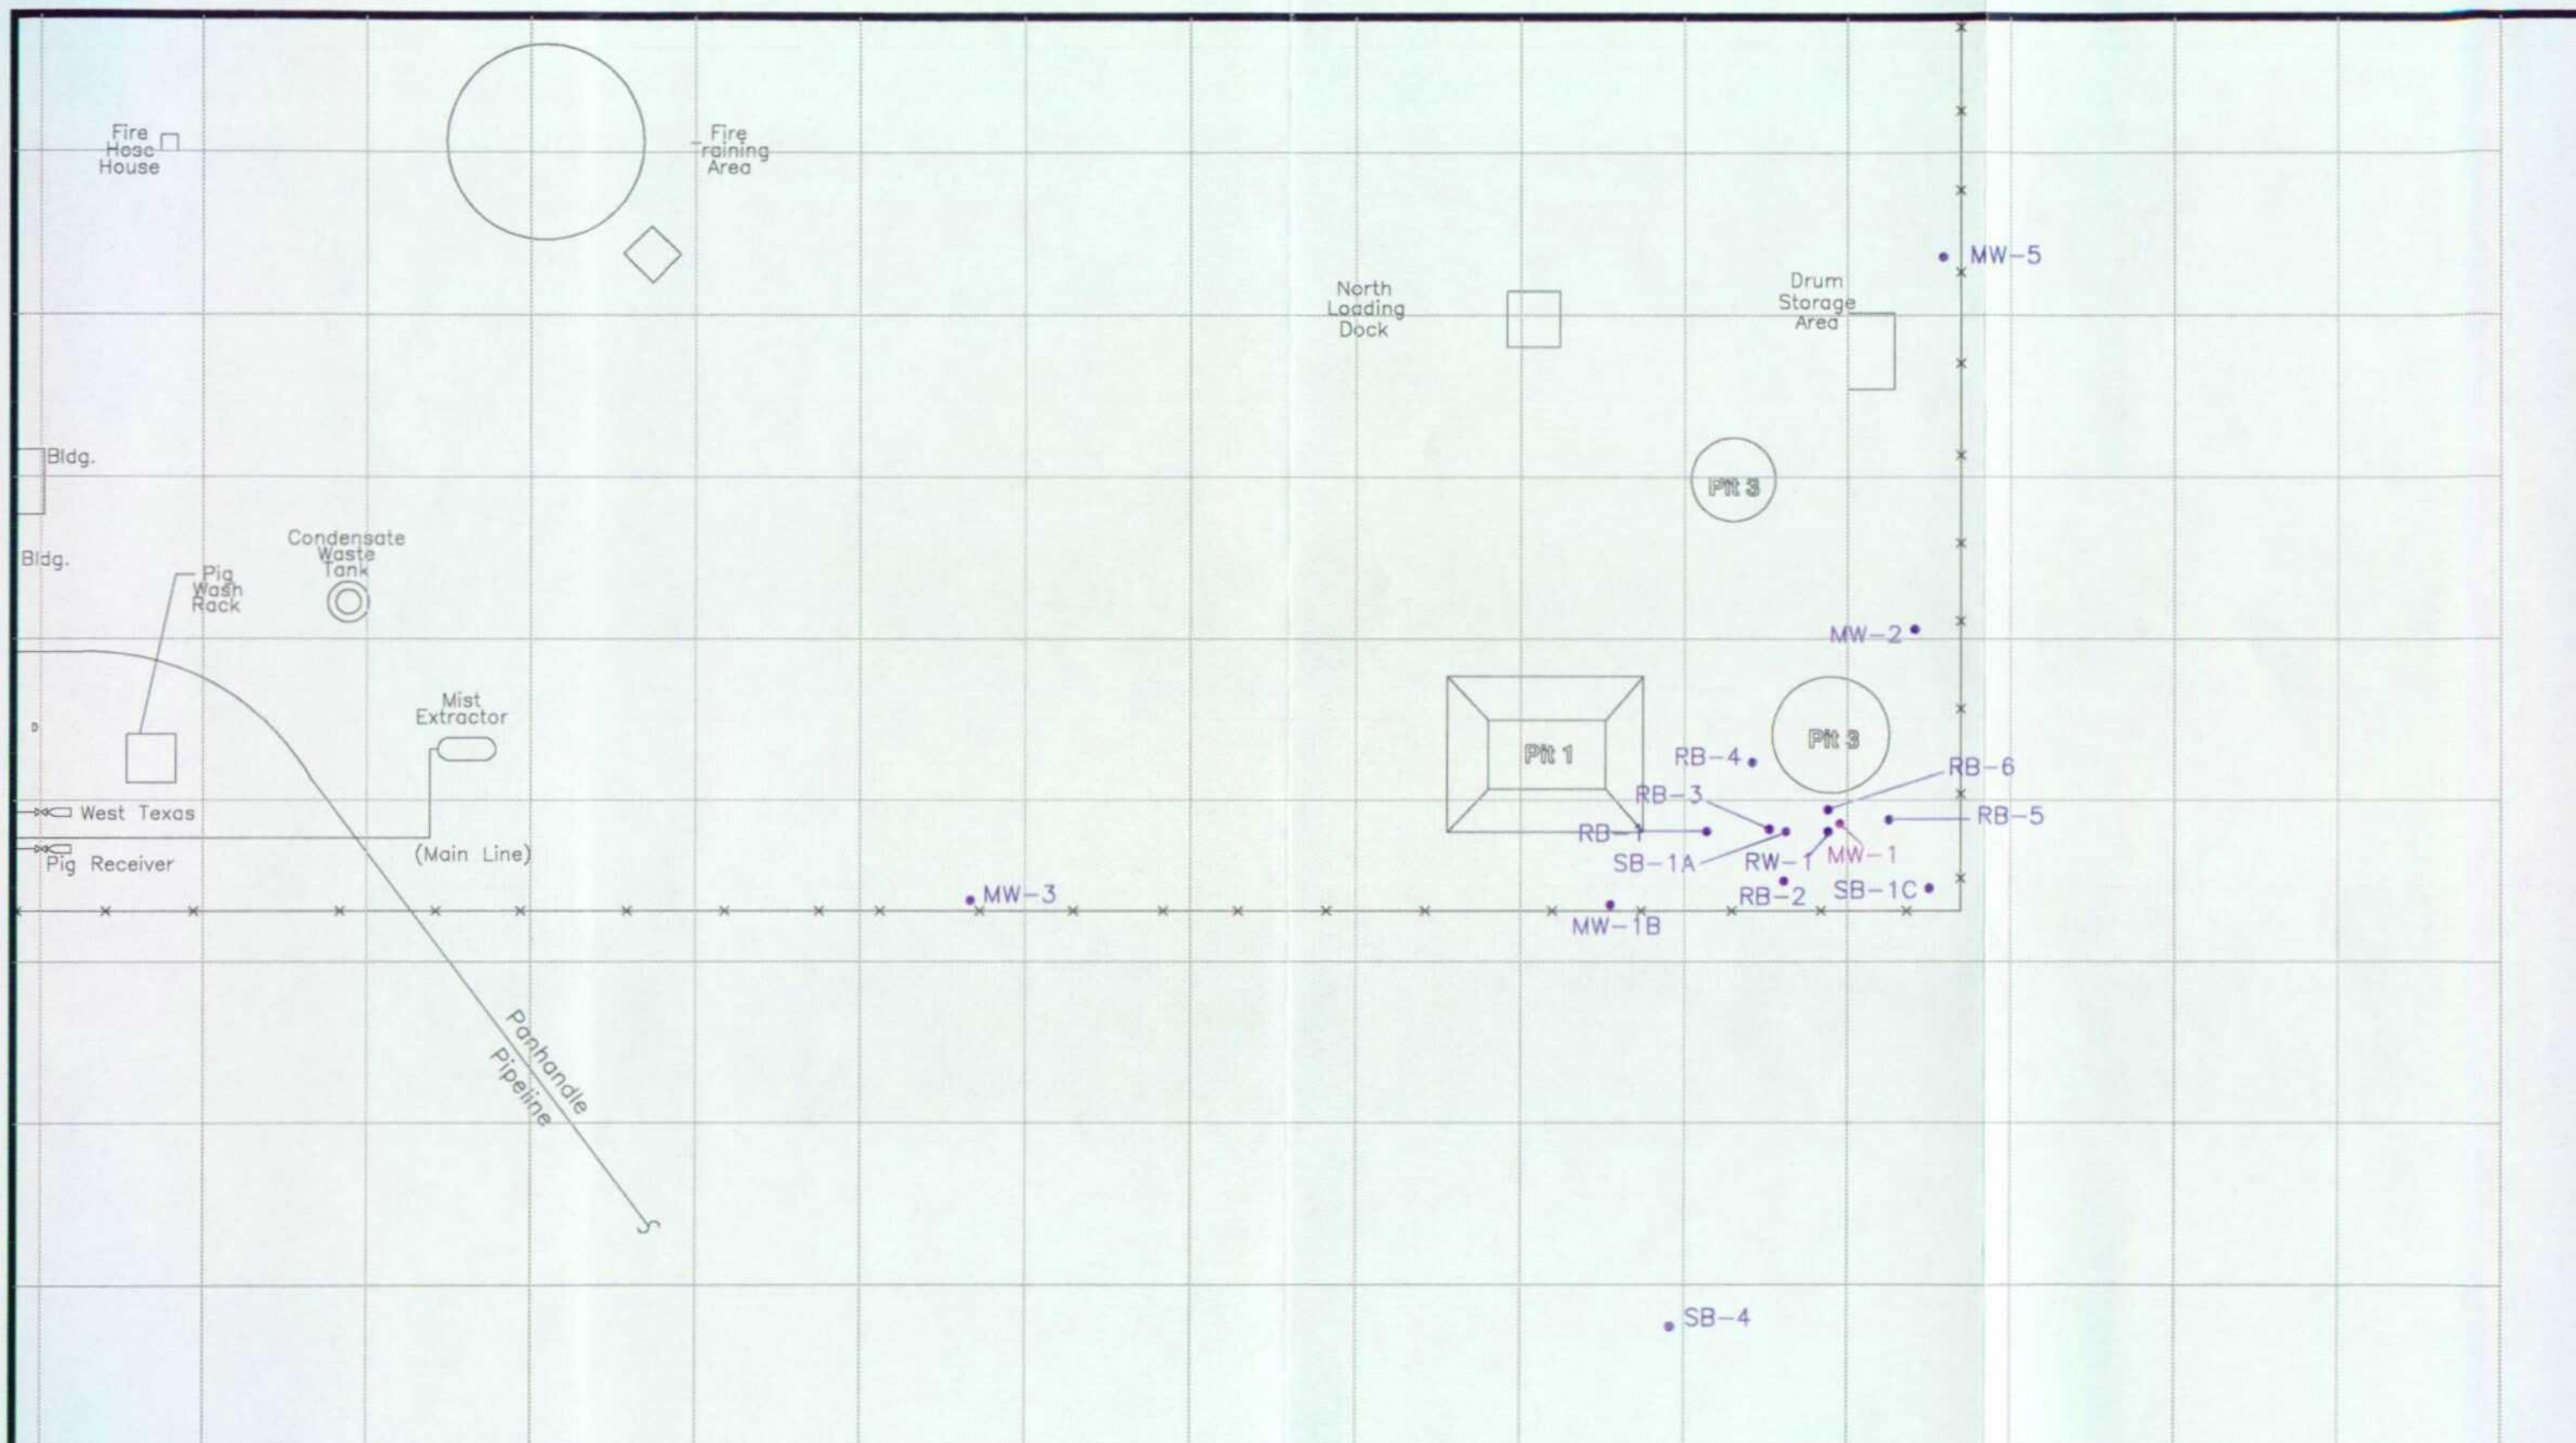 Fire
Hose
House
Fire
Training
Area
MW-5
North
Loading
Dock
Drum
Storage
Area
Bldg.
Pit 3
Condensate
Waste
Tank
Bldg.
Pig
Wash
Rack
MW-2
Mist
Extractor
Pit 1
Pit 3
RB-4
RB-6
RB-3
West Texas
RB-5
RB-1
(Main Line)
Pig Receiver
SB-1A
RW-1
MW-1
MW-3
RB-2
SB-1C
MW-1B
Panhandle
Pipeline
SB-4